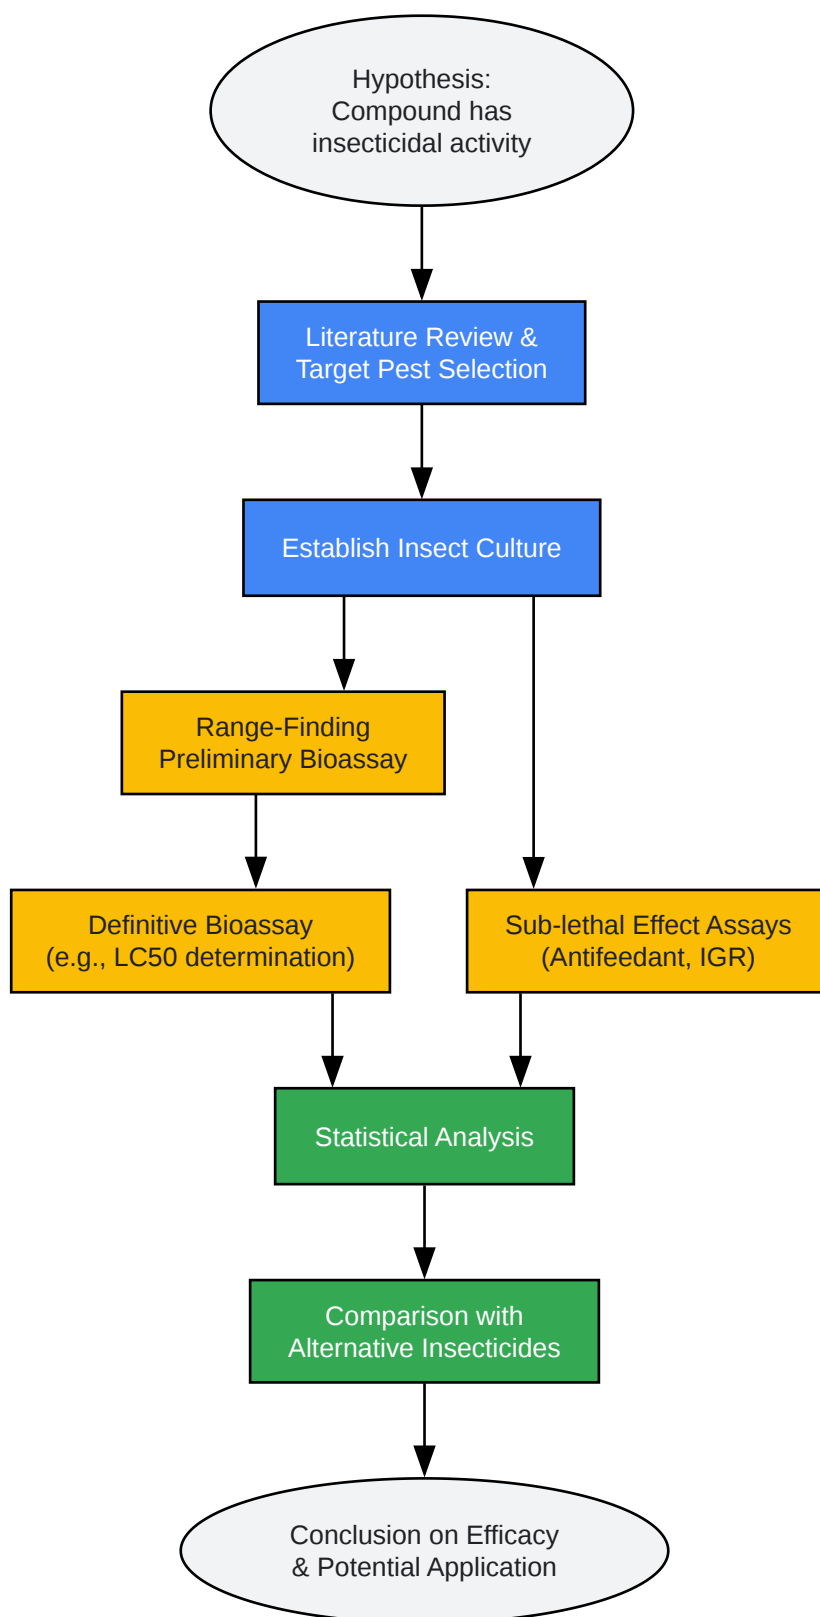 Hypothesis:
Compound has
insecticidal activity
Literature Review &
Target Pest Selection
Establish Insect Culture
Range-Finding
Preliminary Bioassay
Definitive Bioassay
(e.g., LC50 determination)
Sub-lethal Effect Assays
(Antifeedant, IGR)
Statistical Analysis
Comparison with
Alternative Insecticides
Conclusion on Efficacy
& Potential Application